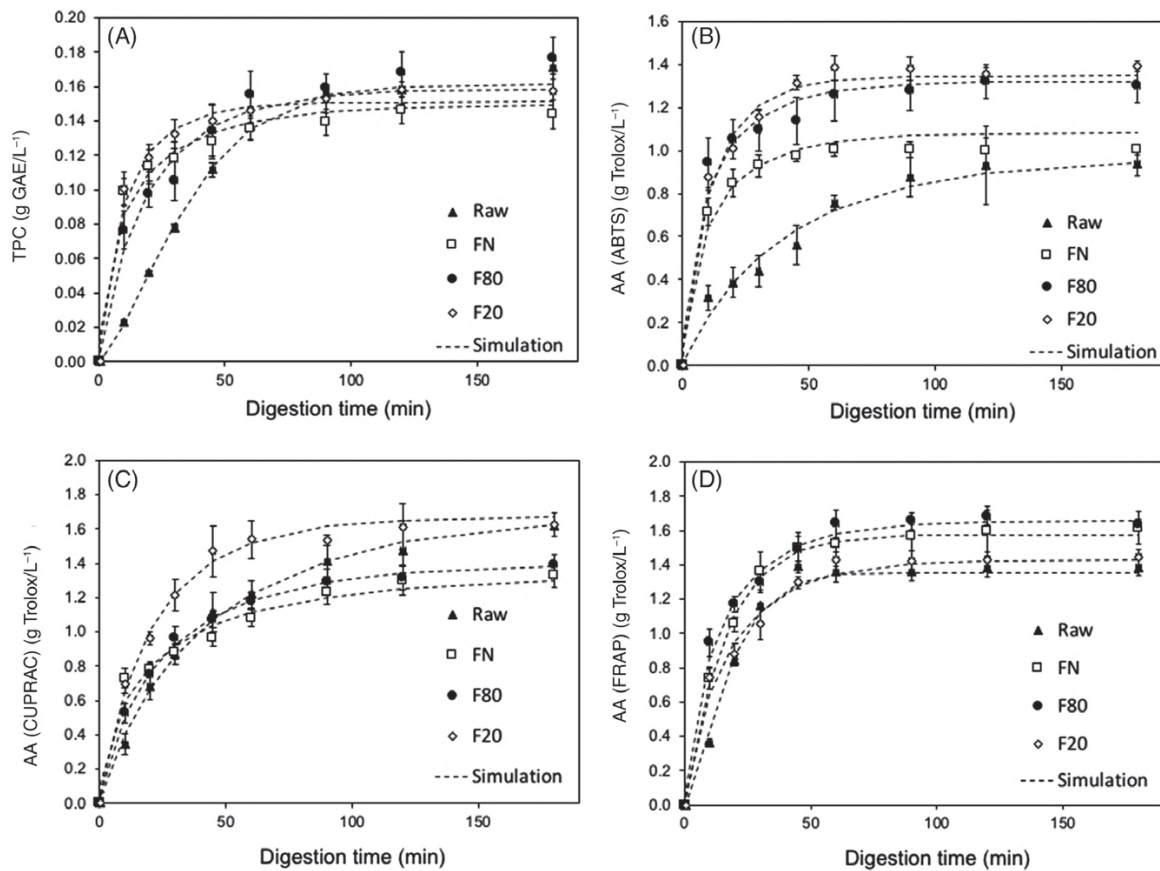 (A)
TPC (g GAE/L⁻¹)
0.20
0.18
0.16
0.14
0.12
0.10
0.08
0.06
0.04
0.02
0.00
Raw
FN
F80
F20
Simulation
0 50 100 150
Digestion time (min)
(B)
AA (ABTS) (g Trolox/L⁻¹)
1.6
1.4
1.2
1.0
0.8
0.6
0.4
0.2
0.0
Raw
FN
F80
F20
Simulation
0 50 100 150
Digestion time (min)
(C)
AA (CUPRAC) (g Trolox/L⁻¹)
2.0
1.8
1.6
1.4
1.2
1.0
0.8
0.6
0.4
0.2
0.0
Raw
FN
F80
F20
Simulation
0 50 100 150
Digestion time (min)
(D)
AA (FRAP) (g Trolox/L⁻¹)
2.0
1.8
1.6
1.4
1.2
1.0
0.8
0.6
0.4
0.2
0.0
Raw
FN
F80
F20
Simulation
0 50 100 150
Digestion time (min)